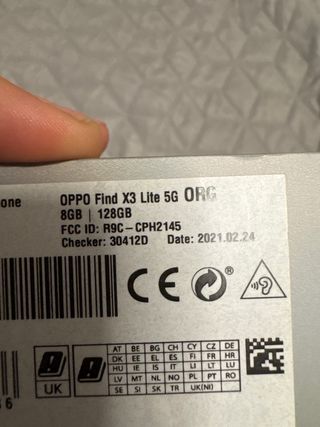 one OPPO Find X3 Lite 5G ORG
8GB | 128GB
FCC ID: R9C-CPH2145
Checker: 30412D Date: 2021.02.24
CE
UK
AT BE BG CH CY CZ DE
DK EE EL ES FI FR HR
HU IE IS IT LI LT LU
LV MT NL NO PL PT RO
SE SI SK TR UK(NI)
6